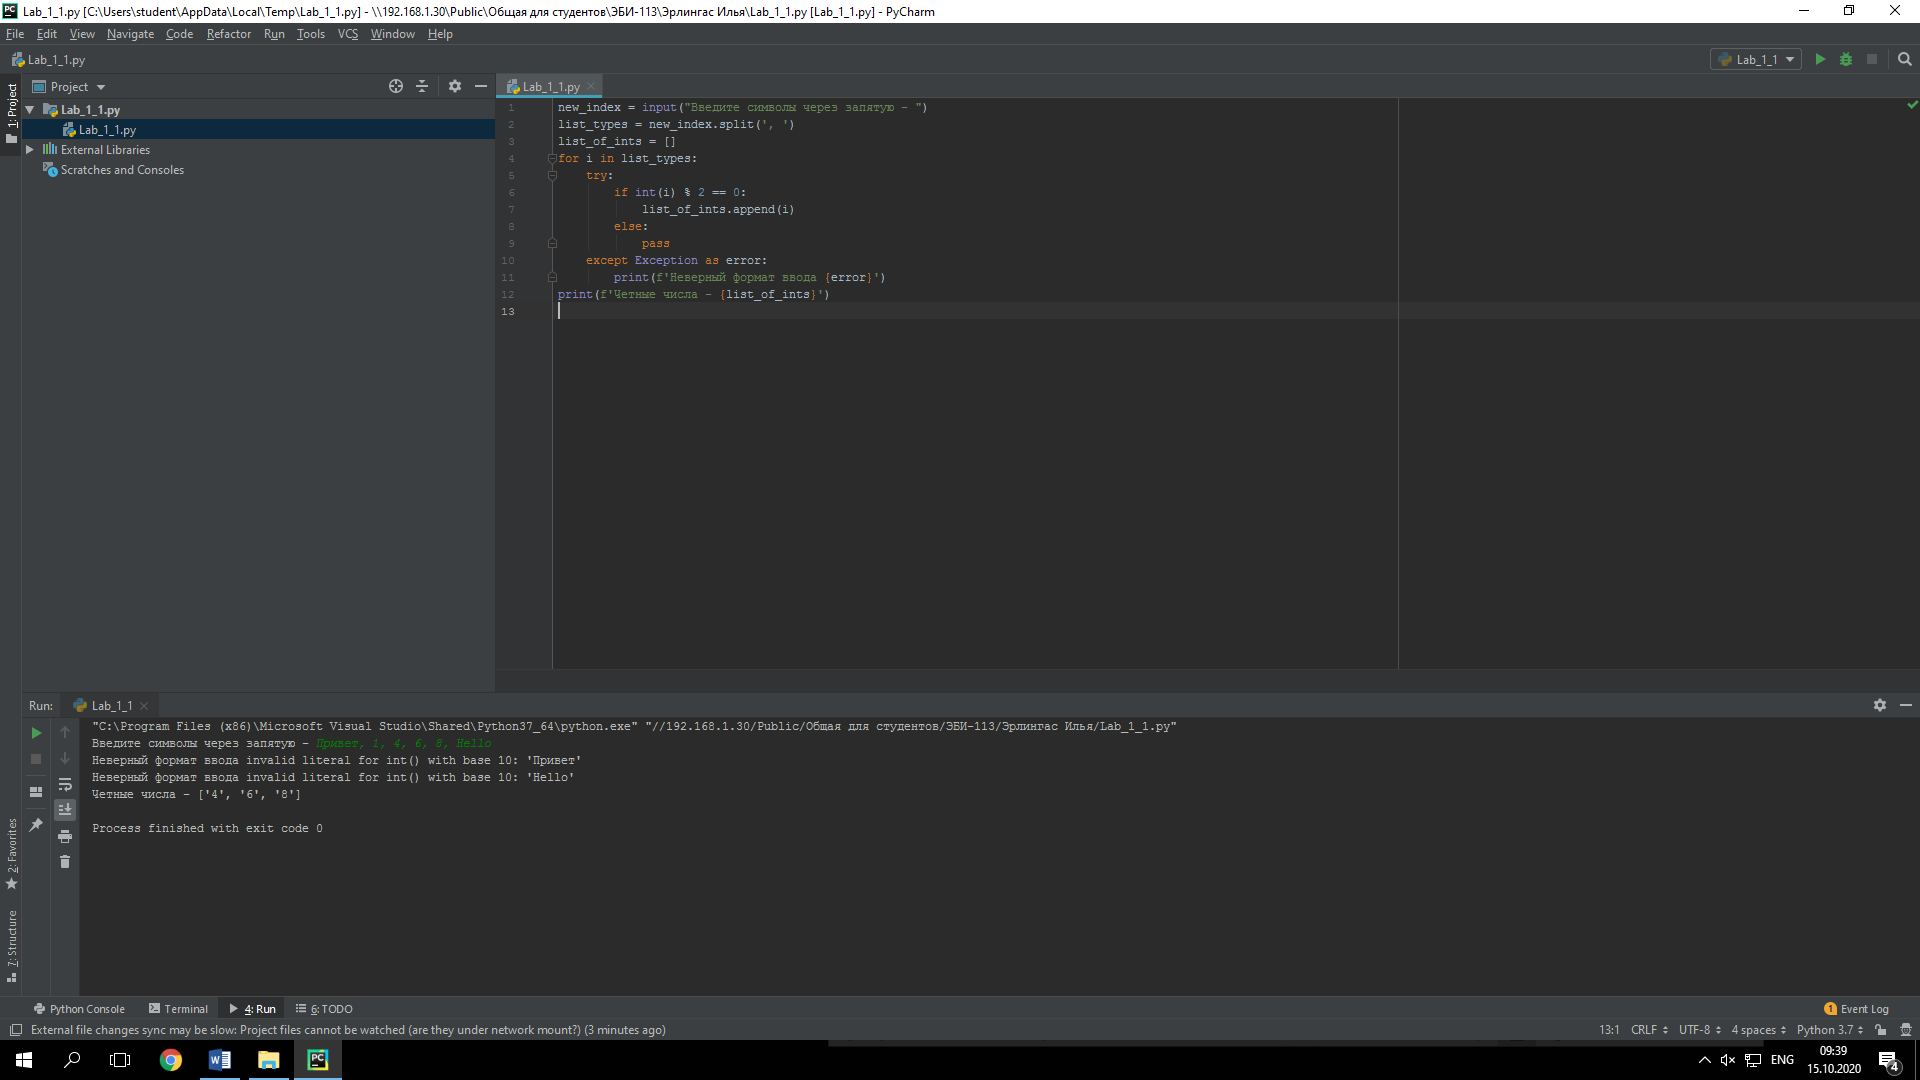 Lab_1_1.py [C:\Users\student\AppData\Local\Temp\Lab_1_1.py] - \\192.168.1.30\Public\Общая для студентов\ЭБИ-113\Эрлингас Илья\Lab_1_1.py [Lab_1_1.py] - PyCharm
File Edit View Navigate Code Refactor Run Tools VCS Window Help
Lab_1_1.py
Lab_1_1
1: Project
Project
Lab_1_1.py
Lab_1_1.py
External Libraries
Scratches and Consoles
Lab_1_1.py
1 new_index = input("Введите символы через запятую - ")
2 list_types = new_index.split(', ')
3 list_of_ints = []
4 for i in list_types:
5     try:
6         if int(i) % 2 == 0:
7             list_of_ints.append(i)
8         else:
9             pass
10     except Exception as error:
11         print(f'Неверный формат ввода {error}')
12 print(f'Четные числа - {list_of_ints}')
13
Run: Lab_1_1
"C:\Program Files (x86)\Microsoft Visual Studio\Shared\Python37_64\python.exe" "//192.168.1.30/Public/Общая для студентов/ЭБИ-113/Эрлингас Илья/Lab_1_1.py"
Введите символы через запятую - Привет, 1, 4, 6, 8, Hello
Неверный формат ввода invalid literal for int() with base 10: 'Привет'
Неверный формат ввода invalid literal for int() with base 10: 'Hello'
Четные числа - ['4', '6', '8']
Process finished with exit code 0
2: Favorites
7: Structure
Python Console Terminal 4: Run 6: TODO
1 Event Log
External file changes sync may be slow: Project files cannot be watched (are they under network mount?) (3 minutes ago)
13:1 CRLF UTF-8 4 spaces Python 3.7
ENG
09:39
15.10.2020
4